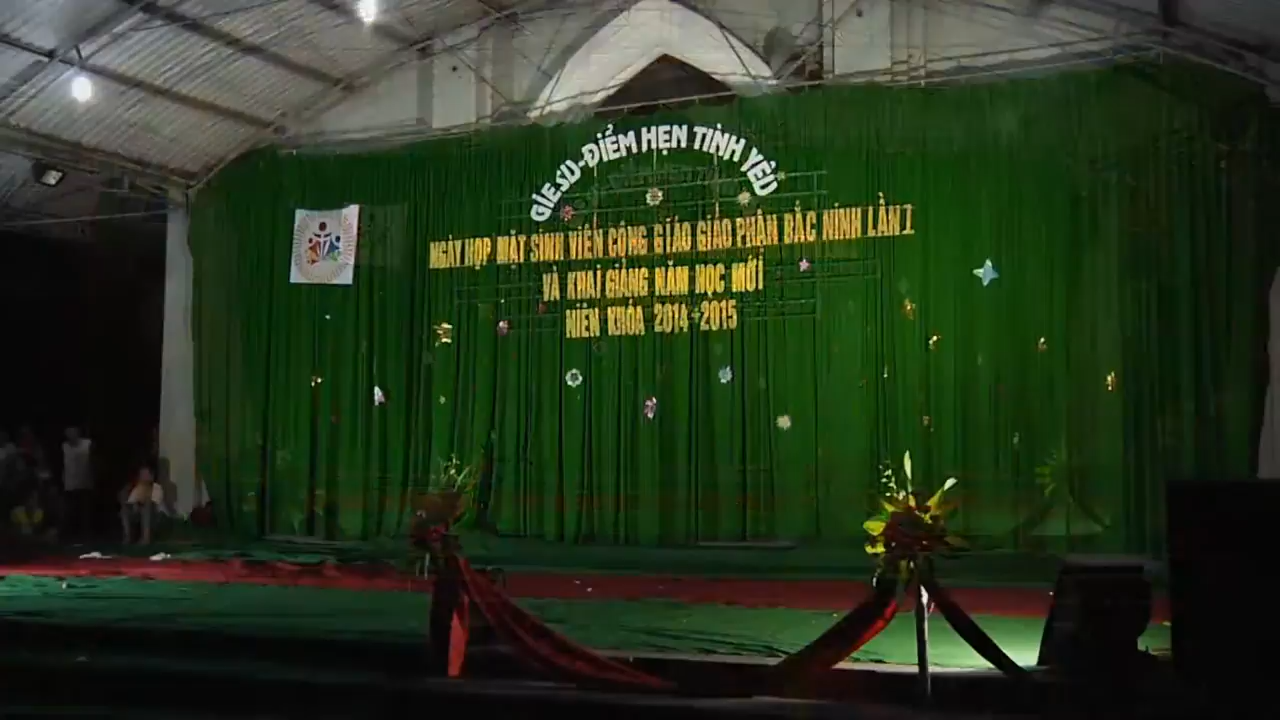 GIÊSU-ĐIỂM HẸN TÌNH YÊU
NGÀY HỌP MẶT SINH VIÊN CÔNG GIÁO GIÁO PHẬN BẮC NINH LẦN I
VÀ KHAI GIẢNG NĂM HỌC MỚI
NIÊN KHÓA 2014-2015